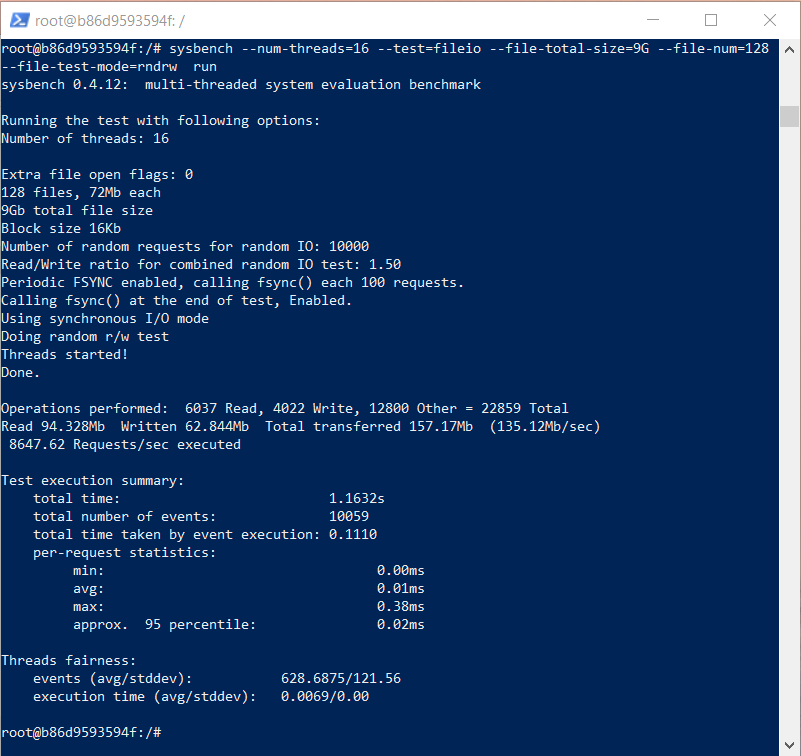 root@b86d9593594f: /
root@b86d9593594f:/# sysbench --num-threads=16 --test=fileio --file-total-size=9G --file-num=128
--file-test-mode=rndrw  run
sysbench 0.4.12:  multi-threaded system evaluation benchmark
Running the test with following options:
Number of threads: 16
Extra file open flags: 0
128 files, 72Mb each
9Gb total file size
Block size 16Kb
Number of random requests for random IO: 10000
Read/Write ratio for combined random IO test: 1.50
Periodic FSYNC enabled, calling fsync() each 100 requests.
Calling fsync() at the end of test, Enabled.
Using synchronous I/O mode
Doing random r/w test
Threads started!
Done.
Operations performed:  6037 Read, 4022 Write, 12800 Other = 22859 Total
Read 94.328Mb  Written 62.844Mb  Total transferred 157.17Mb  (135.12Mb/sec)
 8647.62 Requests/sec executed
Test execution summary:
    total time:                          1.1632s
    total number of events:              10059
    total time taken by event execution: 0.1110
    per-request statistics:
         min:                                  0.00ms
         avg:                                  0.01ms
         max:                                  0.38ms
         approx.  95 percentile:               0.02ms
Threads fairness:
    events (avg/stddev):           628.6875/121.56
    execution time (avg/stddev):   0.0069/0.00
root@b86d9593594f:/#